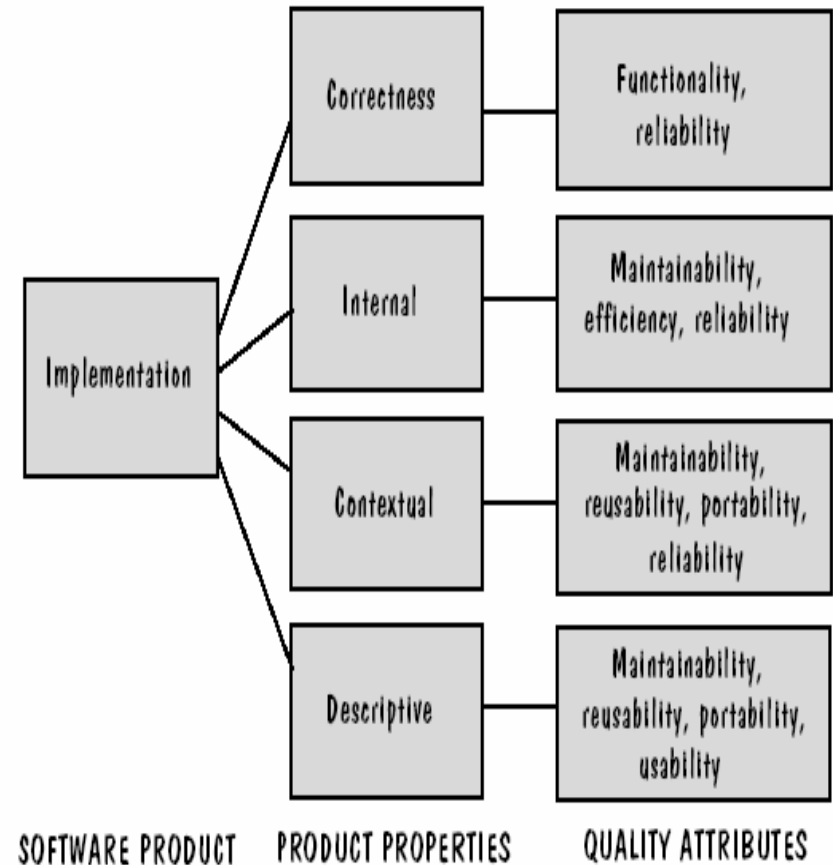 Correctness
Functionality,
reliability
Internal
Maintainability,
efficiency, reliability
Implementation
Contextual
Maintainability,
reusability, portability,
reliability
Descriptive
Maintainability,
reusability, portability,
usability
SOFTWARE PRODUCT
PRODUCT PROPERTIES
QUALITY ATTRIBUTES